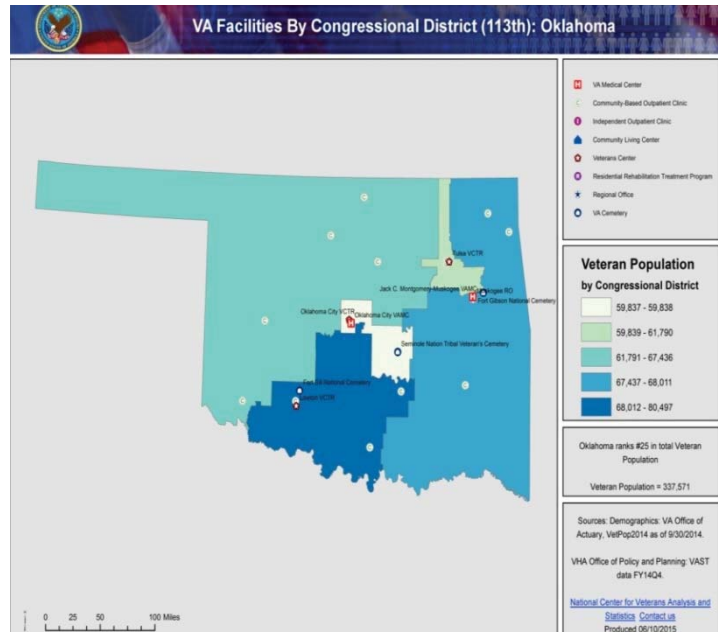 VA Facilities By Congressional District (113th): Oklahoma
VA Medical Center
Community-Based Outpatient Clinic
Independent Outpatient Clinic
Community Living Center
Veterans Center
Residential Rehabilitation Treatment Program
Regional Office
VA Cemetery
Tulsa VCTR
Jack C. Montgomery-Muskogee VAMC
Muskogee RO
Fort Gibson National Cemetery
Oklahoma City VCTR
Oklahoma City VAMC
Seminole Nation Tribal Veteran's Cemetery
Fort Sill National Cemetery
Lawton VCTR
Veteran Population
by Congressional District
59,837 - 59,838
59,839 - 61,790
61,791 - 67,436
67,437 - 68,011
68,012 - 80,497
Oklahoma ranks #25 in total Veteran
Population
Veteran Population = 337,571
Sources: Demographics: VA Office of
Actuary, VetPop2014 as of 9/30/2014.
VHA Office of Policy and Planning: VAST
data FY14Q4.
National Center for Veterans Analysis and
Statistics Contact us
Produced 06/10/2015
0 25 50 100 Miles